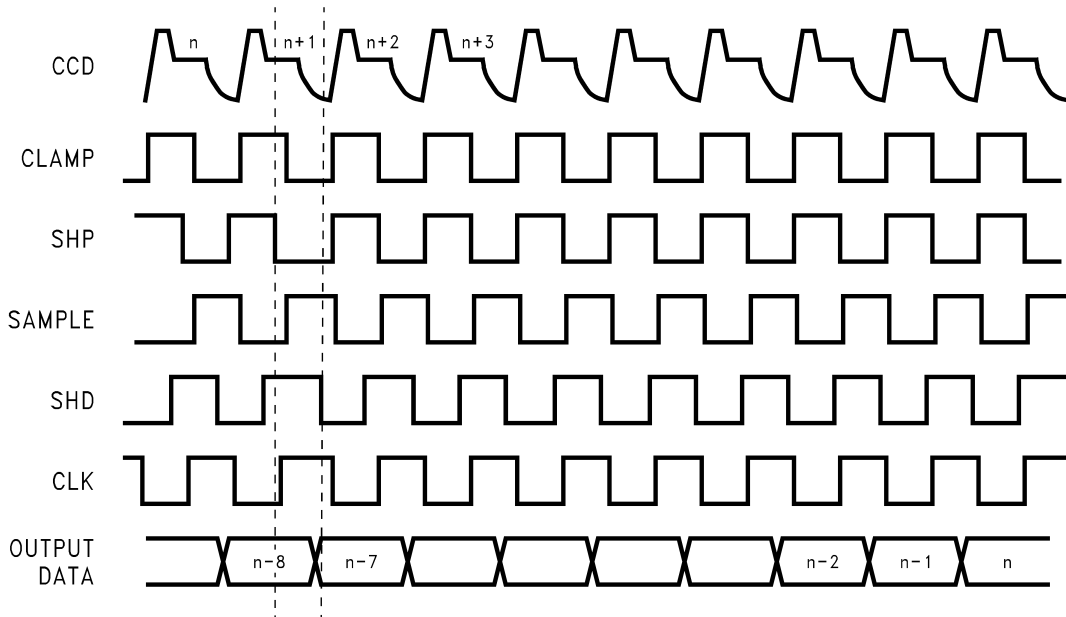 n n+1 n+2 n+3
CCD
CLAMP
SHP
SAMPLE
SHD
CLK
OUTPUT
DATA
n-8 n-7 n-2 n-1 n